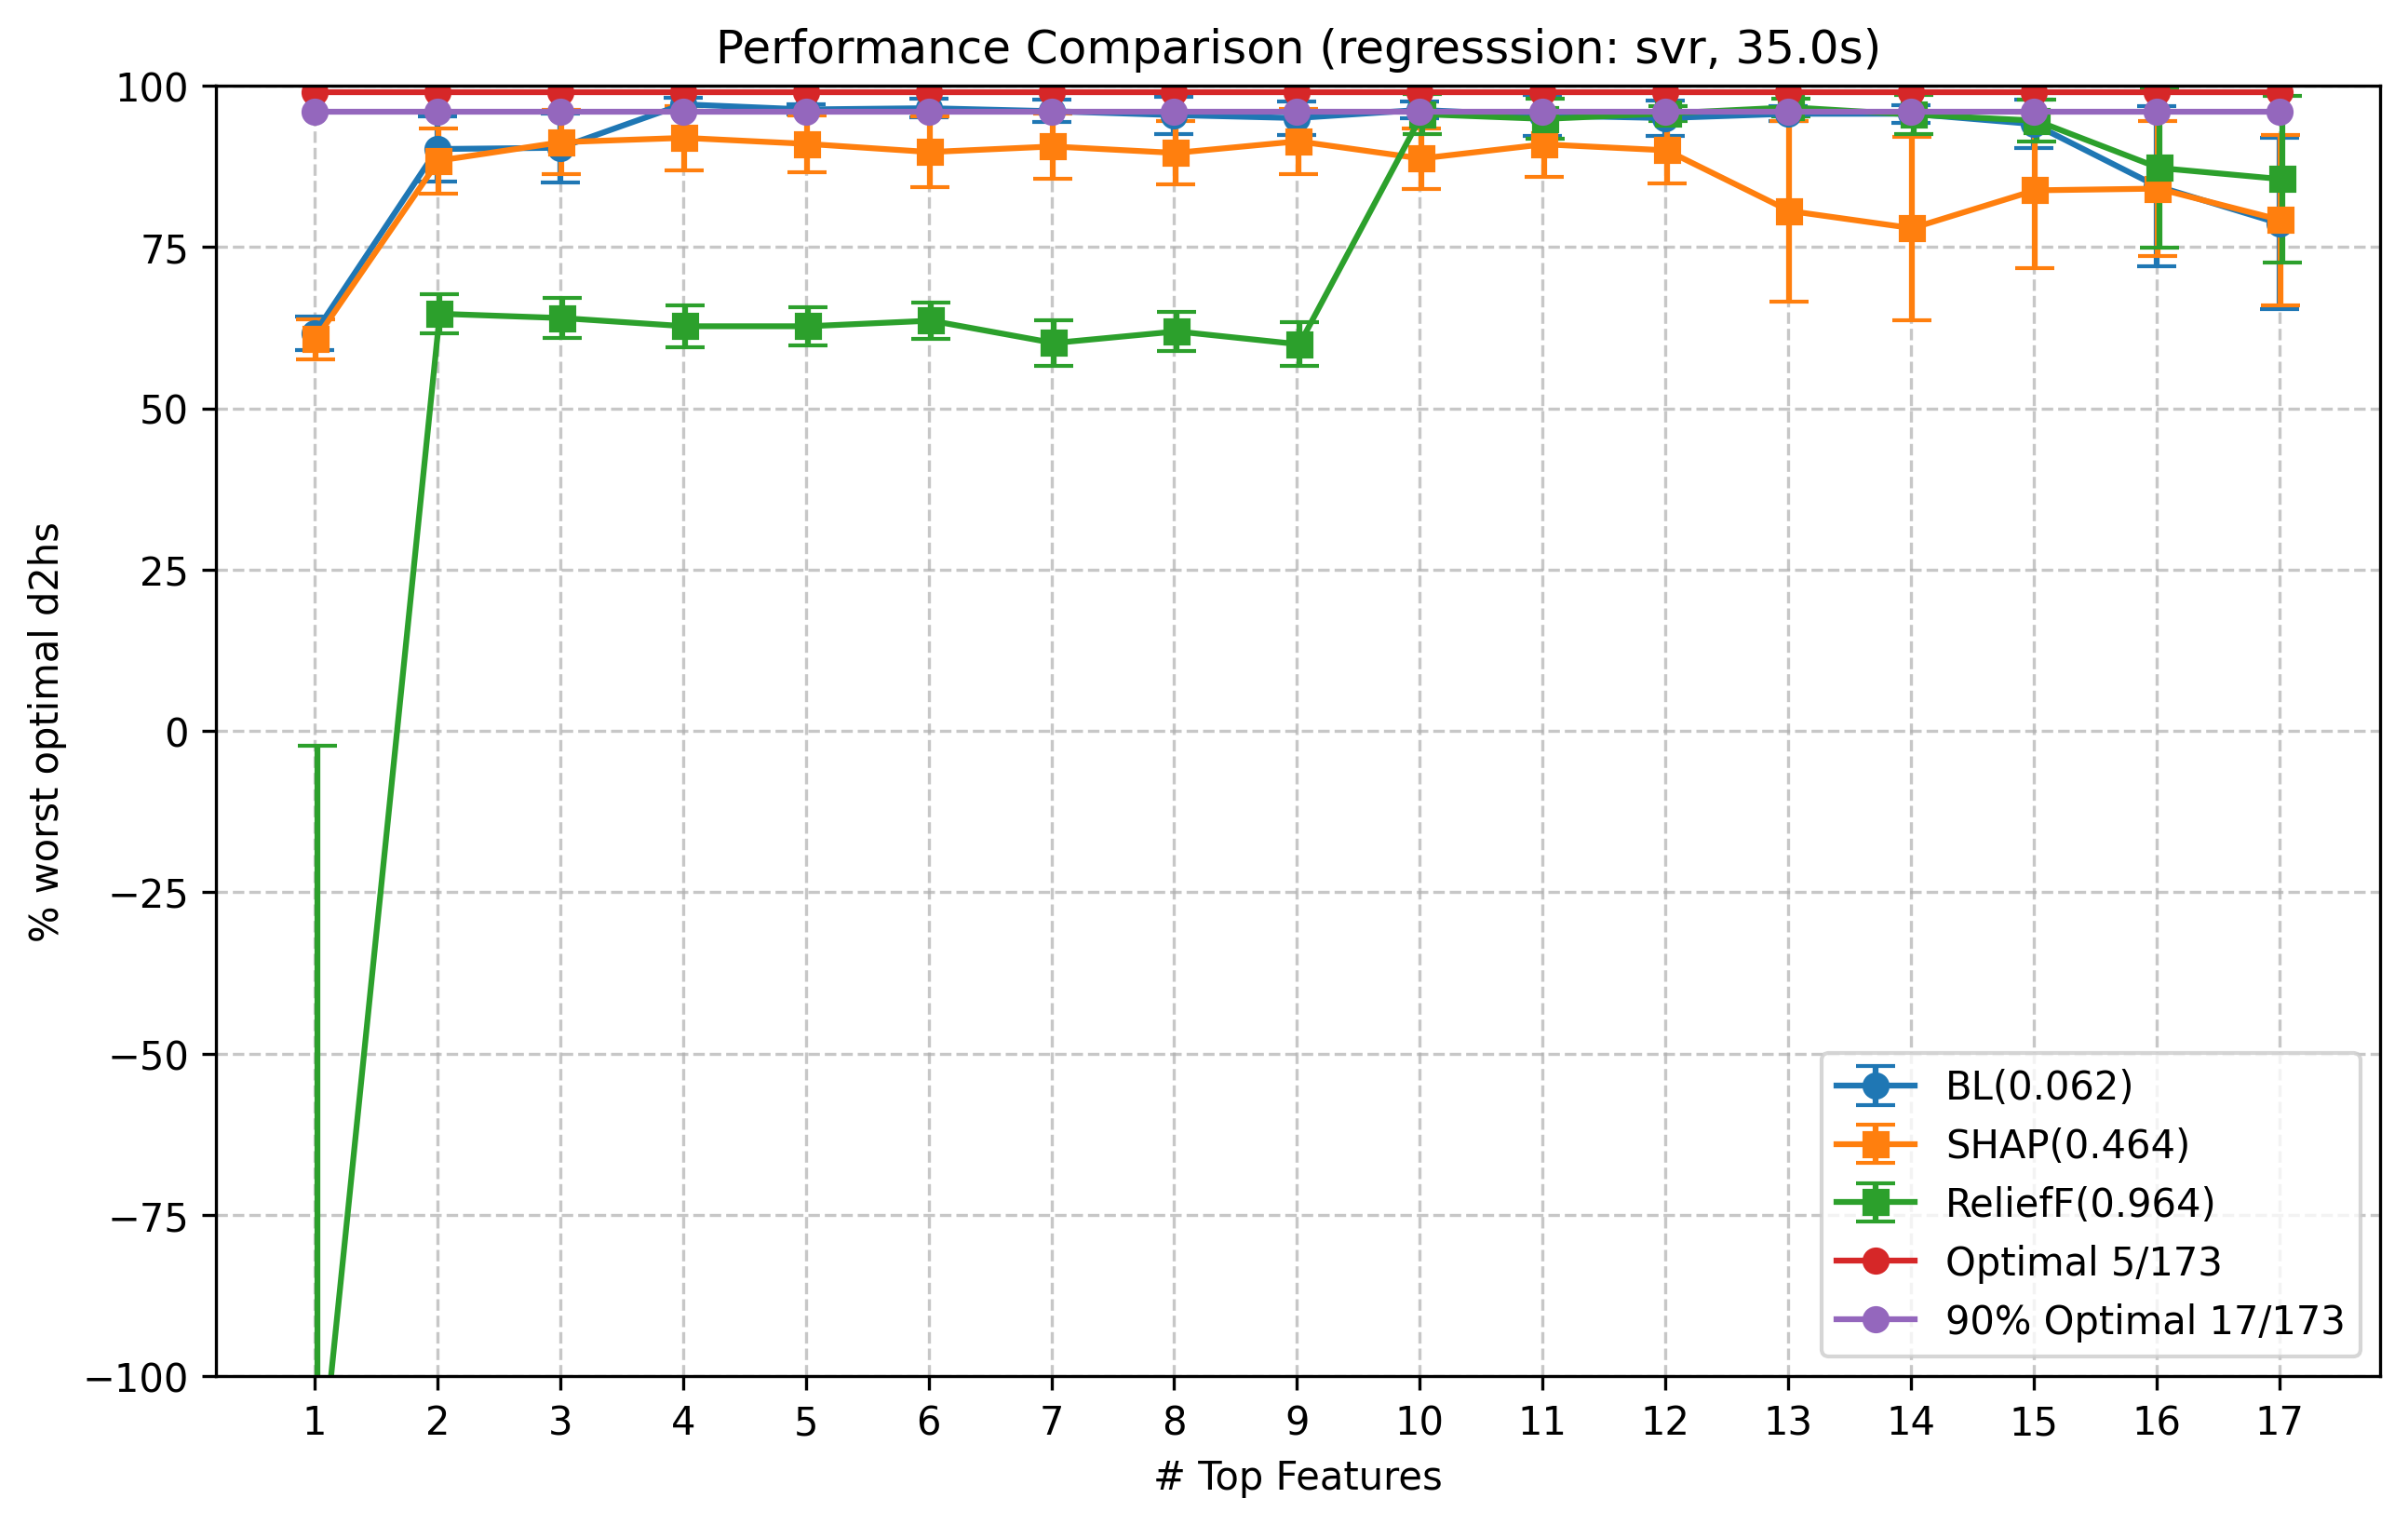 Performance Comparison (regresssion: svr, 35.0s)
% worst optimal d2hs
100
75
50
25
0
−25
−50
−75
−100
1 2 3 4 5 6 7 8 9 10 11 12 13 14 15 16 17
# Top Features
BL(0.062)
SHAP(0.464)
ReliefF(0.964)
Optimal 5/173
90% Optimal 17/173